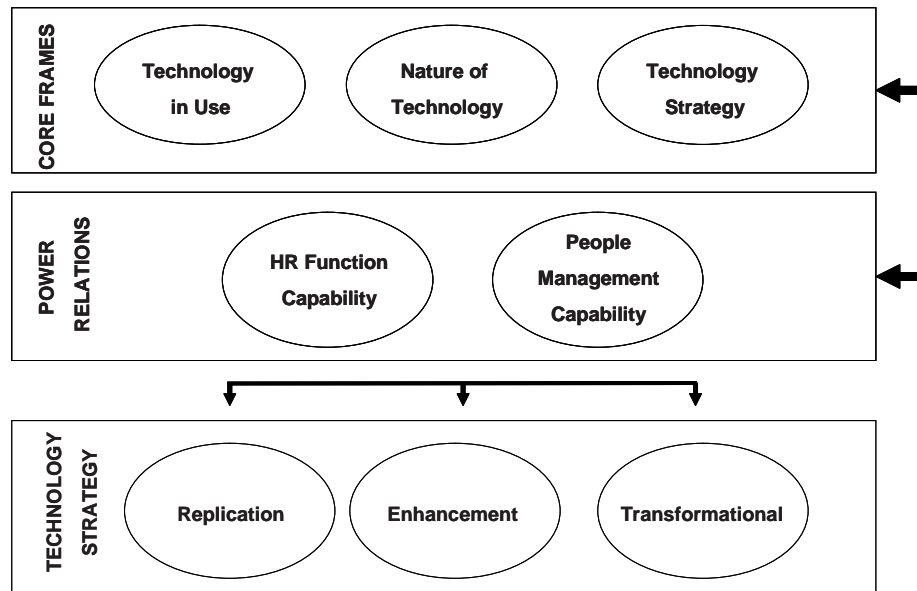 CORE FRAMES
Technology
in Use
Nature of
Technology
Technology
Strategy
POWER
RELATIONS
HR Function
Capability
People
Management
Capability
TECHNOLOGY
STRATEGY
Replication
Enhancement
Transformational